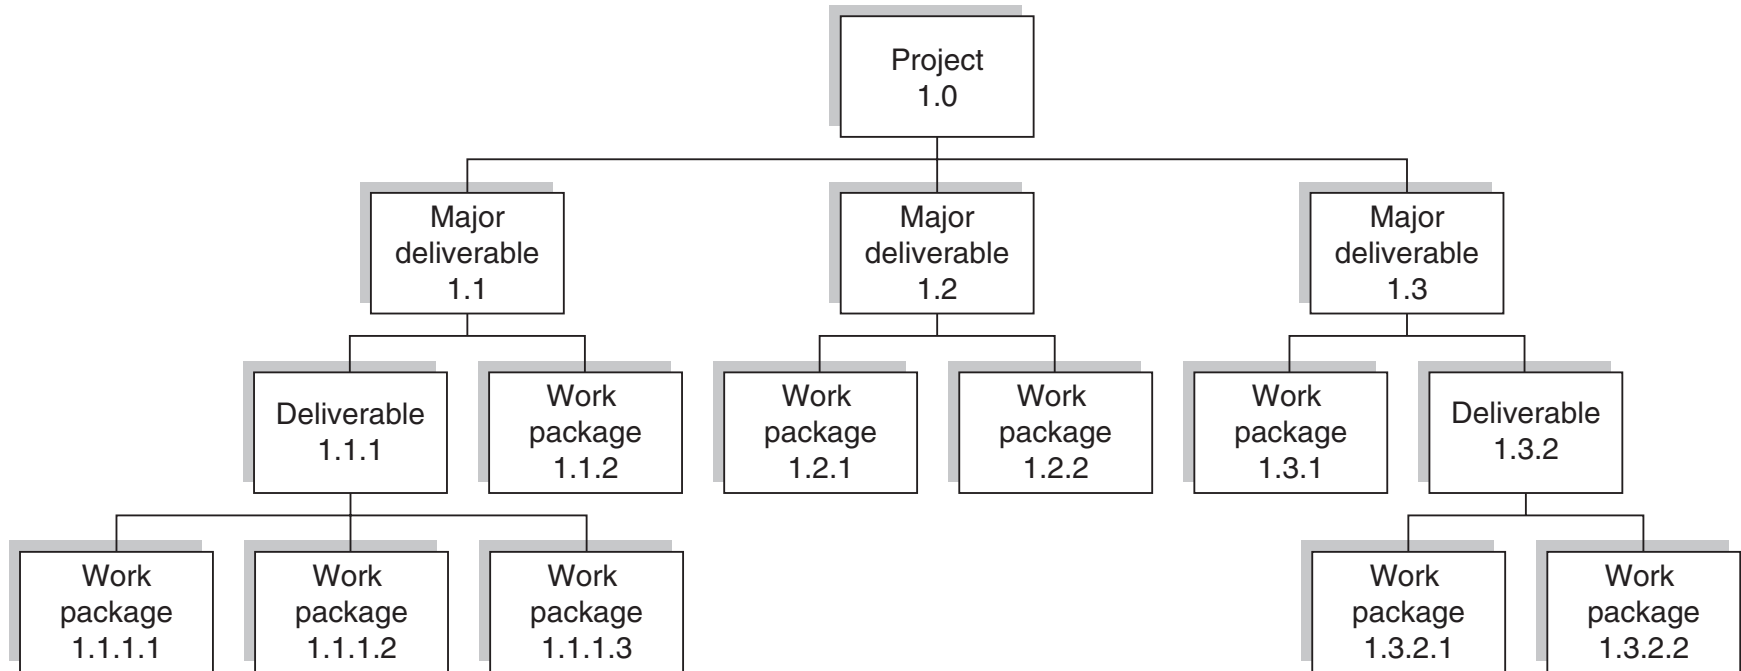 Project
1.0
Major
deliverable
1.1
Major
deliverable
1.2
Major
deliverable
1.3
Deliverable
1.1.1
Work
package
1.1.2
Work
package
1.2.1
Work
package
1.2.2
Work
package
1.3.1
Deliverable
1.3.2
Work
package
1.1.1.1
Work
package
1.1.1.2
Work
package
1.1.1.3
Work
package
1.3.2.1
Work
package
1.3.2.2